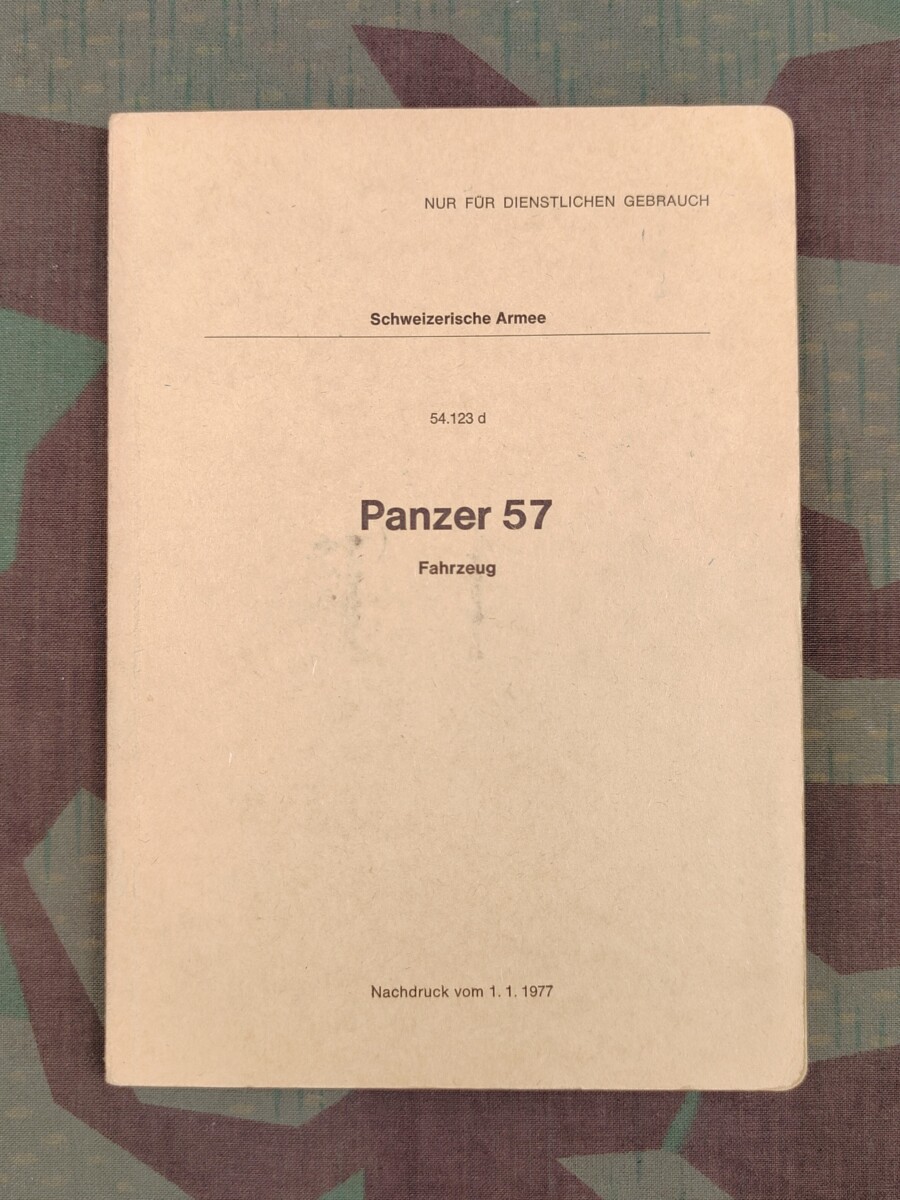 NUR FÜR DIENSTLICHEN GEBRAUCH
Schweizerische Armee
54.123 d
Panzer 57
Fahrzeug
Nachdruck vom 1. 1. 1977